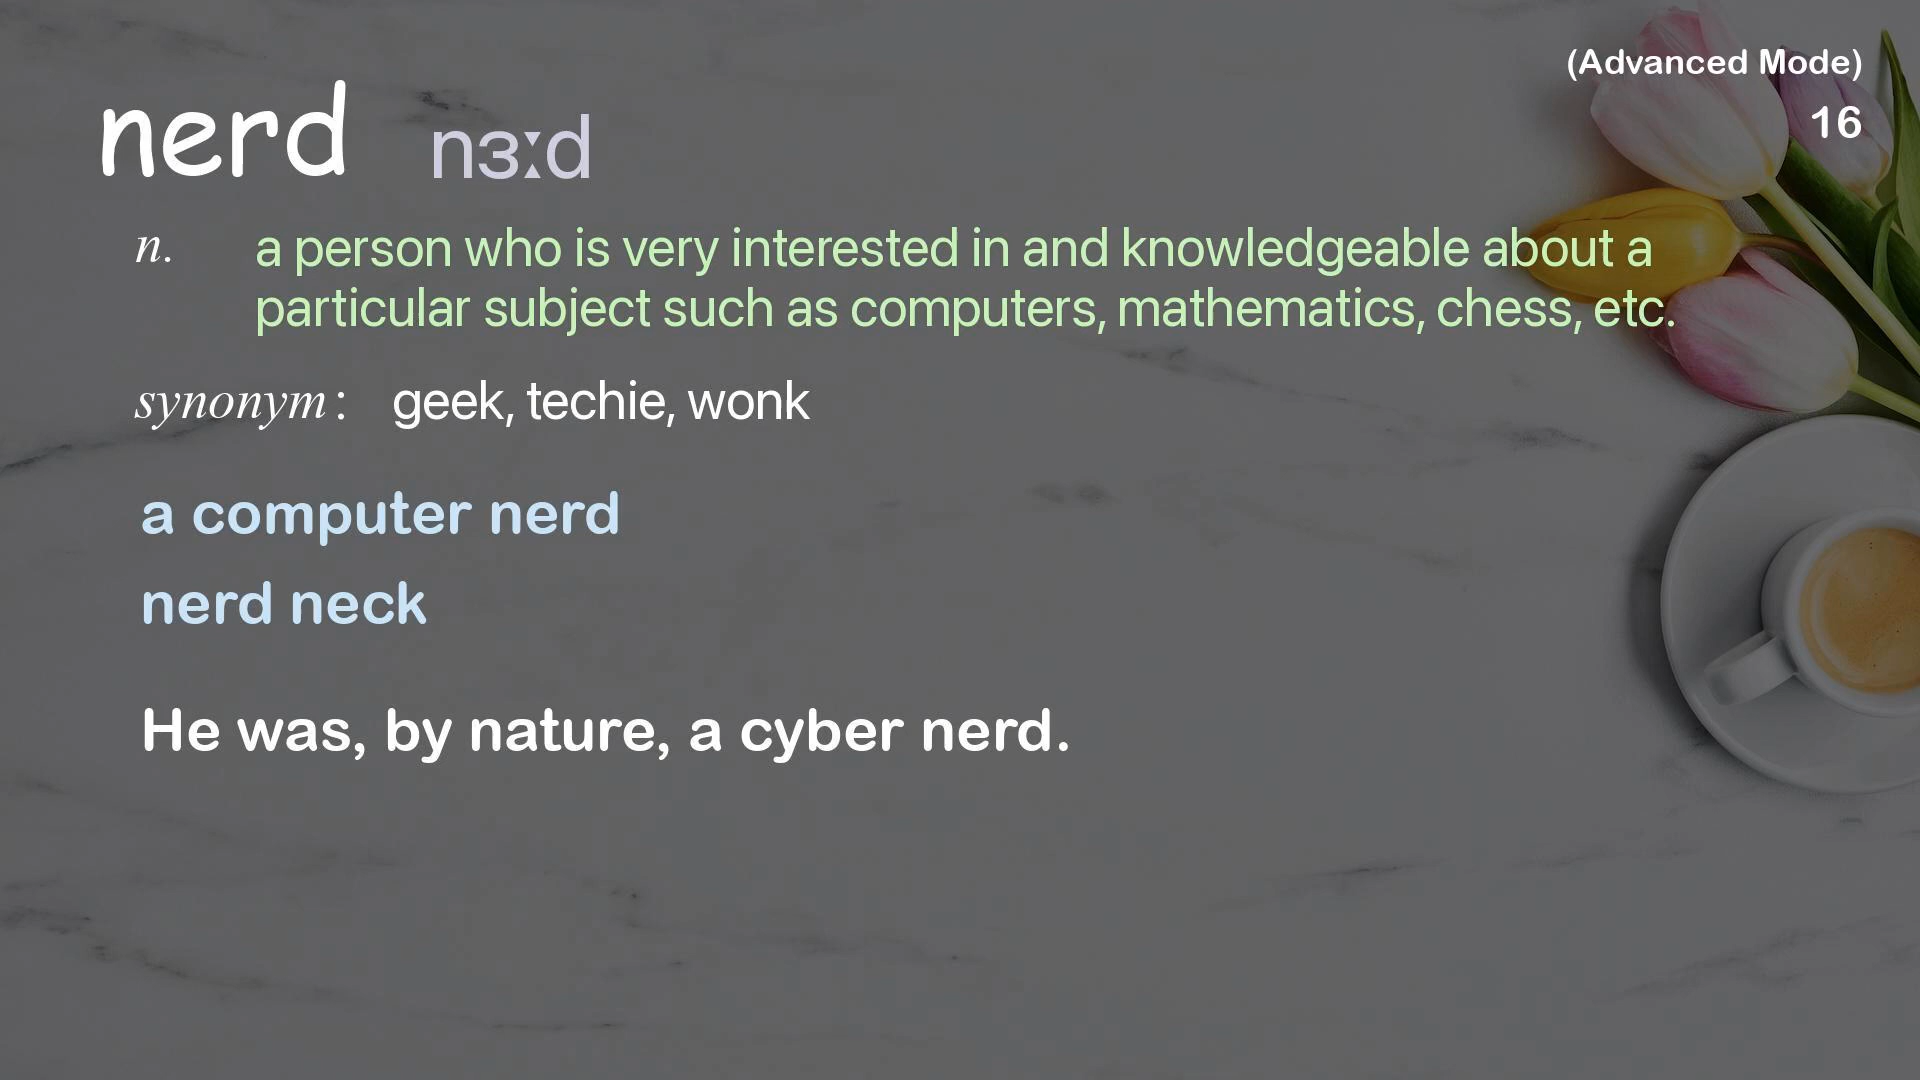 (Advanced Mode)
16
nerd nɜːd
n. a person who is very interested in and knowledgeable about a
particular subject such as computers, mathematics, chess, etc.
synonym: geek, techie, wonk
a computer nerd
nerd neck
He was, by nature, a cyber nerd.